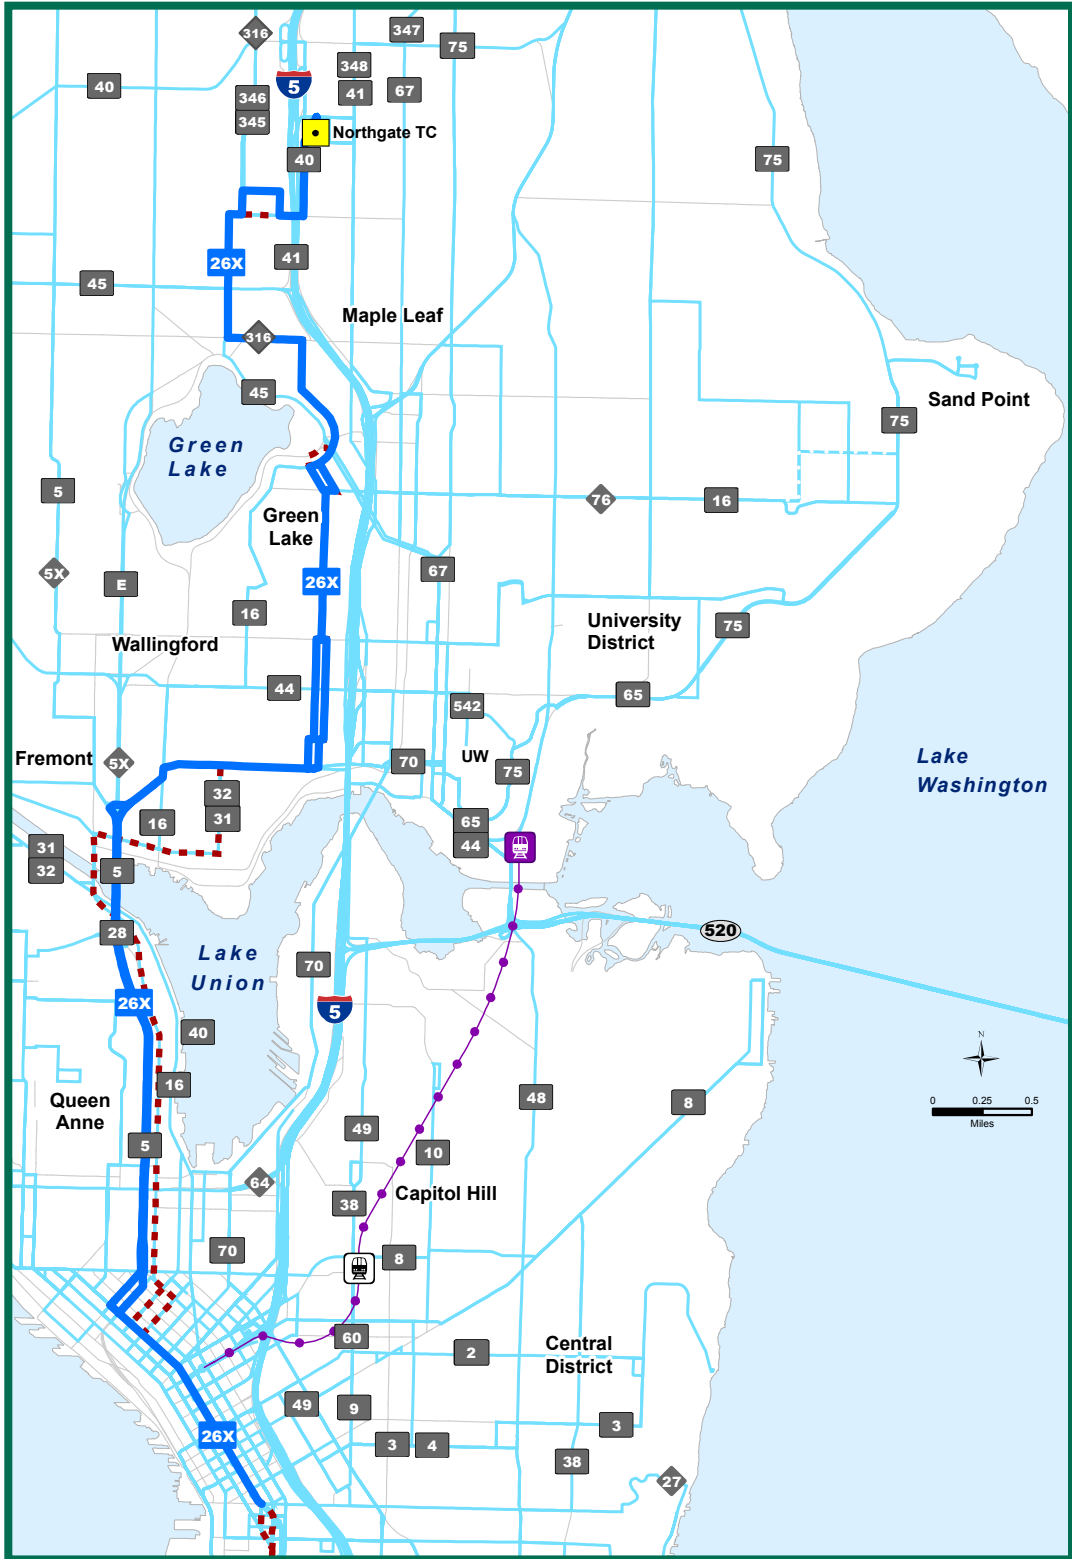 316
347
75
348
5
40
346
41
67
345
Northgate TC
40
75
26X
41
45
Maple Leaf
316
45
Sand Point
75
Green
Lake
5
76
16
Green
Lake
67
5X
26X
E
16
University
District
75
Wallingford
44
65
542
Fremont
5X
UW
70
75
Lake
Washington
32
16
31
65
44
31
32
5
28
520
Lake
Union
70
26X
5
40
N
16
Queen
Anne
48
8
0 0.25 0.5
Miles
49
5
10
64
Capitol Hill
38
70
8
60
2
Central
District
49
9
26X
3
3
4
38
27